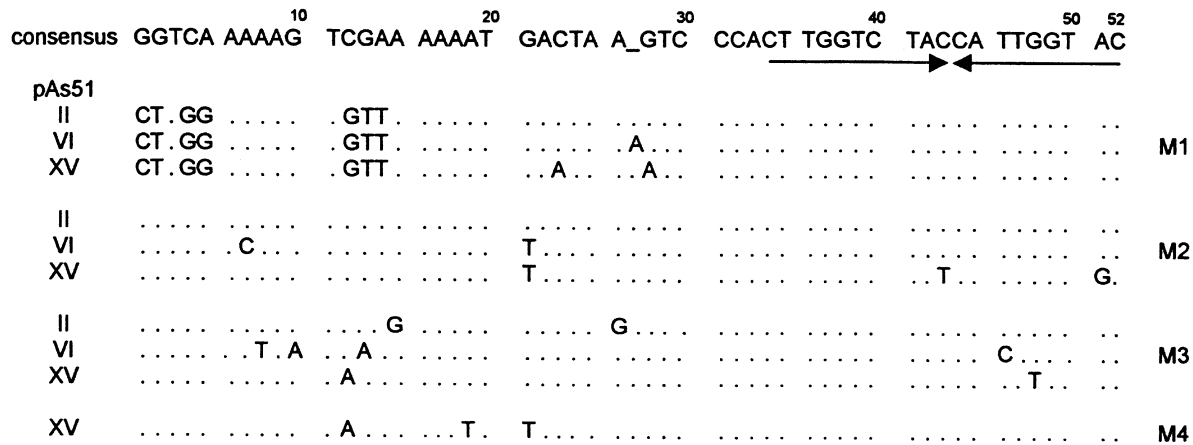 10 20 30 40 50 52
consensus GGTCA AAAAG TCGAA AAAAT GACTA A_GTC CCACT TGGTC TACCA TTGGT AC
pAs51
II CT.GG ..... .GTT. ..... ..... ..... ..... ..... ..... ..... ..
VI CT.GG ..... .GTT. ..... ..... .A... ..... ..... ..... ..... .. M1
XV CT.GG ..... .GTT. ..... ..A.. ..A.. ..... ..... ..... ..... ..
II ..... ..... ..... ..... ..... ..... ..... ..... ..... ..... ..
VI ..... .C... ..... ..... T.... ..... ..... ..... ..... ..... .. M2
XV ..... ..... ..... ..... T.... ..... ..... ..... ..T.. ..... G.
II ..... ..... ....G ..... ..... G.... ..... ..... ..... ..... ..
VI ..... ..T.A ..A.. ..... ..... ..... ..... ..... ..... C.... .. M3
XV ..... ..... .A... ..... ..... ..... ..... ..... ..... ..T.. ..
XV ..... ..... .A... ...T. T.... ..... ..... ..... ..... ..... .. M4